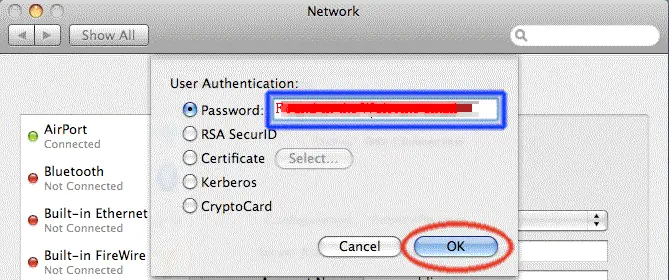 Network
Show All
User Authentication:
Password:
RSA SecurID
Certificate
Select...
Kerberos
CryptoCard
Cancel
OK
AirPort
Connected
Bluetooth
Not Connected
Built-in Ethernet
Not Connected
Built-in FireWire
Not Connected